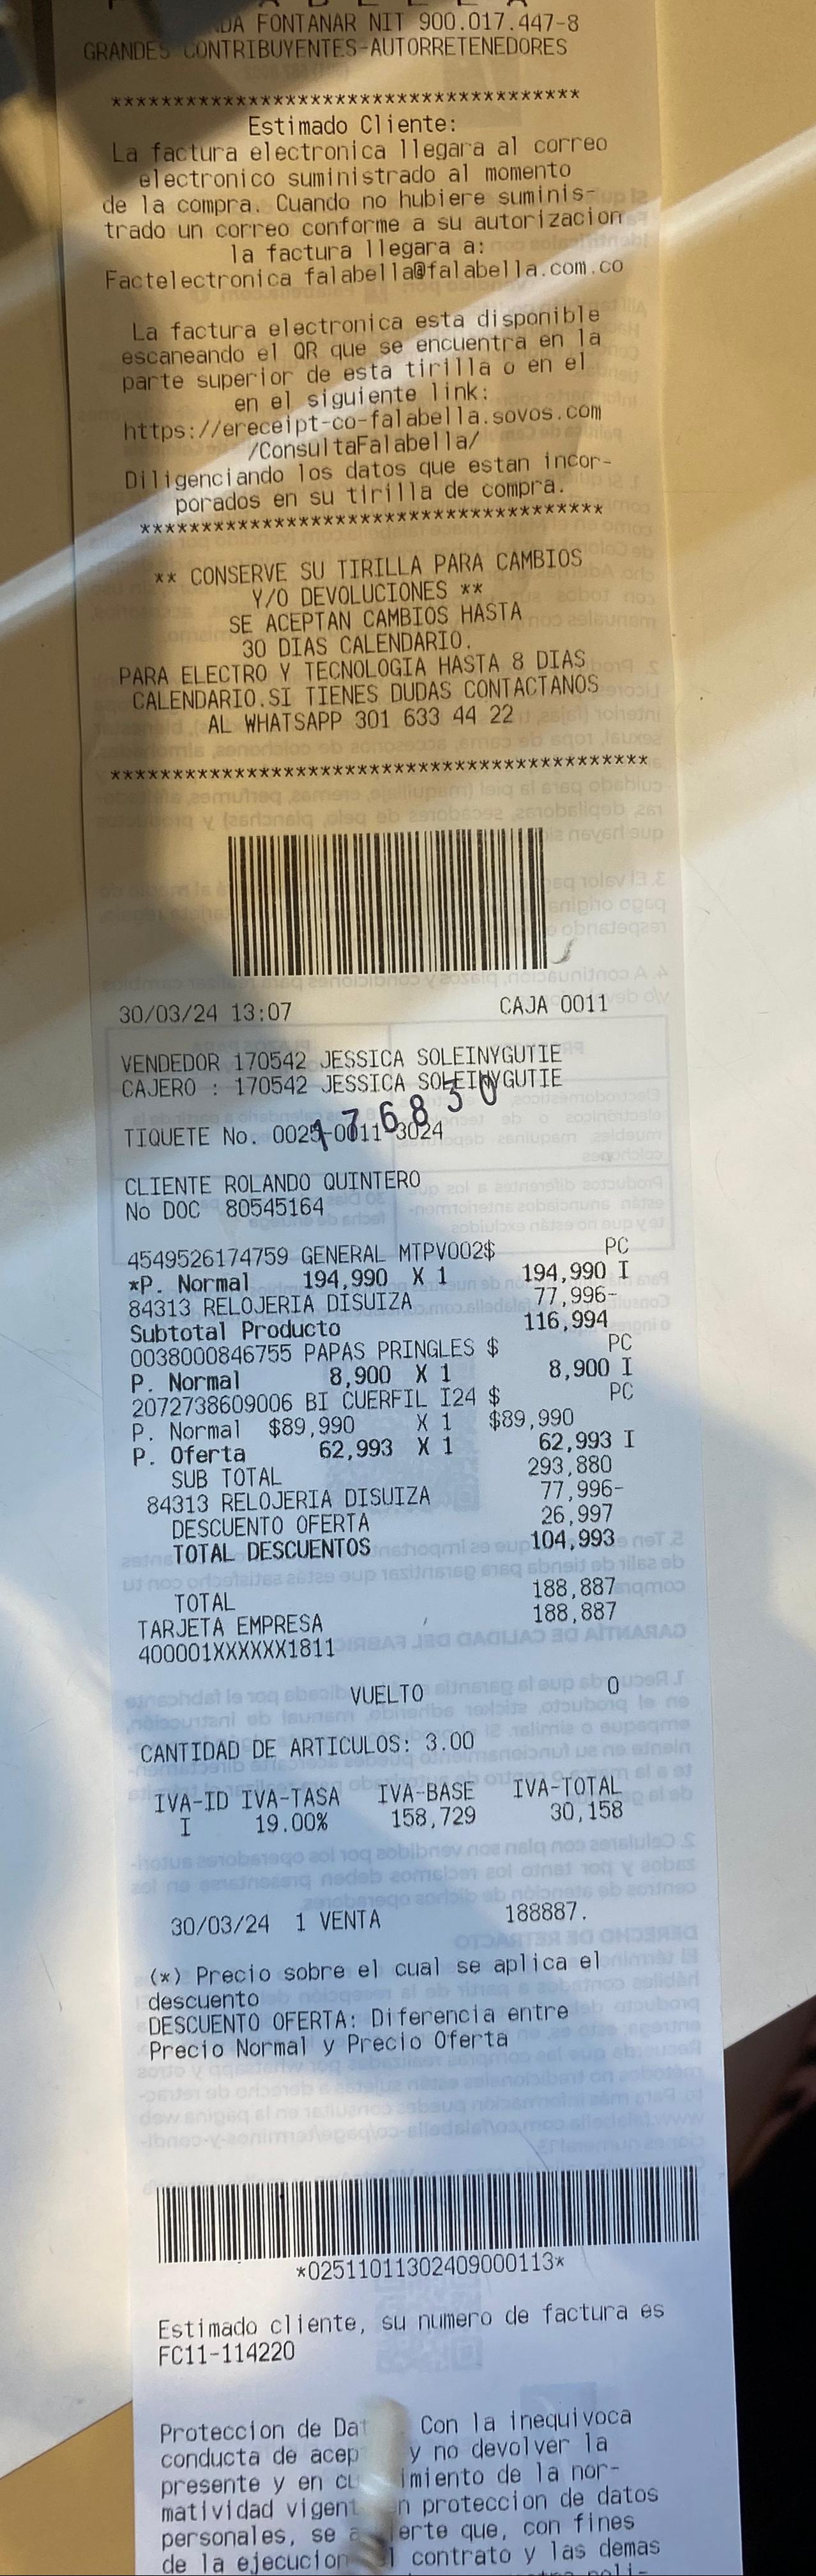 FONTANAR NIT 900.017.447-8
GRANDES CONTRIBUYENTES-AUTORRETENEDORES
**************************************
Estimado Cliente:
La factura electronica llegara al correo
electronico suministrado al momento
de la compra. Cuando no hubiere suminis-
trado un correo conforme a su autorizacion
la factura llegara a:
Factelectronica falabella@falabella.com.co
La factura electronica esta disponible
escaneando el QR que se encuentra en la
parte superior de esta tirilla o en el
en el siguiente link:
https://ereceipt-co-falabella.sovos.com
/ConsultaFalabella/
Diligenciando los datos que estan incor-
porados en su tirilla de compra.
**************************************
** CONSERVE SU TIRILLA PARA CAMBIOS
Y/O DEVOLUCIONES **
SE ACEPTAN CAMBIOS HASTA
30 DIAS CALENDARIO.
PARA ELECTRO Y TECNOLOGIA HASTA 8 DIAS
CALENDARIO.SI TIENES DUDAS CONTACTANOS
AL WHATSAPP 301 633 44 22
********************************************
30/03/24 13:07 CAJA 0011
VENDEDOR 170542 JESSICA SOLEINYGUTIE
CAJERO : 170542 JESSICA SOLEINYGUTIE
176830
TIQUETE No. 0025-0011-3024
CLIENTE ROLANDO QUINTERO
No DOC 80545164
4549526174759 GENERAL MTPV002$ PC
*P. Normal 194,990 X 1 194,990 I
84313 RELOJERIA DISUIZA 77,996-
Subtotal Producto 116,994
0038000846755 PAPAS PRINGLES $ PC
P. Normal 8,900 X 1 8,900 I
2072738609006 BI CUERFIL I24 $ PC
P. Normal $89,990 X 1 $89,990
P. Oferta 62,993 X 1 62,993 I
SUB TOTAL 293,880
84313 RELOJERIA DISUIZA 77,996-
DESCUENTO OFERTA 26,997
TOTAL DESCUENTOS 104,993
TOTAL 188,887
TARJETA EMPRESA 188,887
400001XXXXXX1811
VUELTO 0
CANTIDAD DE ARTICULOS: 3.00
IVA-ID IVA-TASA IVA-BASE IVA-TOTAL
I 19.00% 158,729 30,158
30/03/24 1 VENTA 188887.
(*) Precio sobre el cual se aplica el
descuento
DESCUENTO OFERTA: Diferencia entre
Precio Normal y Precio Oferta
*02511011302409000113*
Estimado cliente, su numero de factura es
FC11-114220
Proteccion de Con la inequivoca
conducta de y no devolver la
presente y en de la nor-
matividad proteccion de datos
personales, se que, con fines
de la ejecucion contrato y las demas